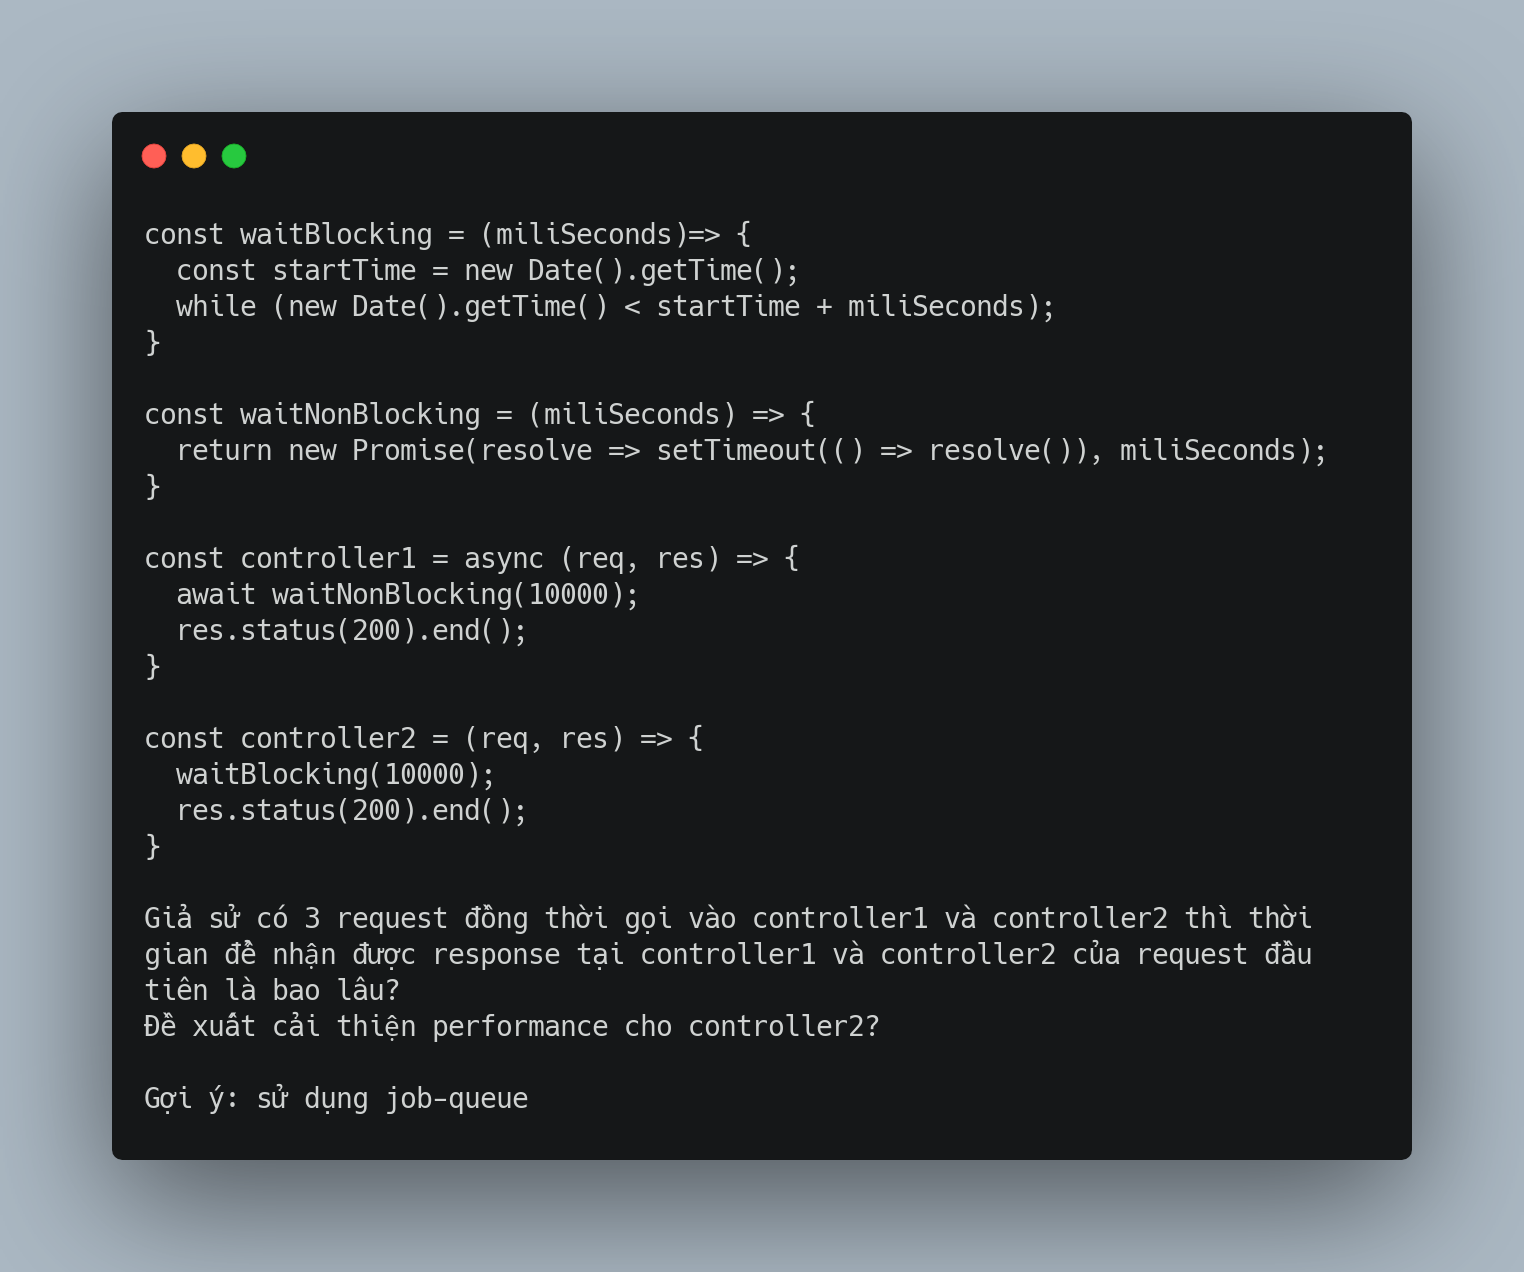 const waitBlocking = (miliSeconds)=> {
  const startTime = new Date().getTime();
  while (new Date().getTime() < startTime + miliSeconds);
}

const waitNonBlocking = (miliSeconds) => {
  return new Promise(resolve => setTimeout(() => resolve()), miliSeconds);
}

const controller1 = async (req, res) => {
  await waitNonBlocking(10000);
  res.status(200).end();
}

const controller2 = (req, res) => {
  waitBlocking(10000);
  res.status(200).end();
}

Giả sử có 3 request đồng thời gọi vào controller1 và controller2 thì thời
gian để nhận được response tại controller1 và controller2 của request đầu
tiên là bao lâu?
Đề xuất cải thiện performance cho controller2?

Gợi ý: sử dụng job-queue